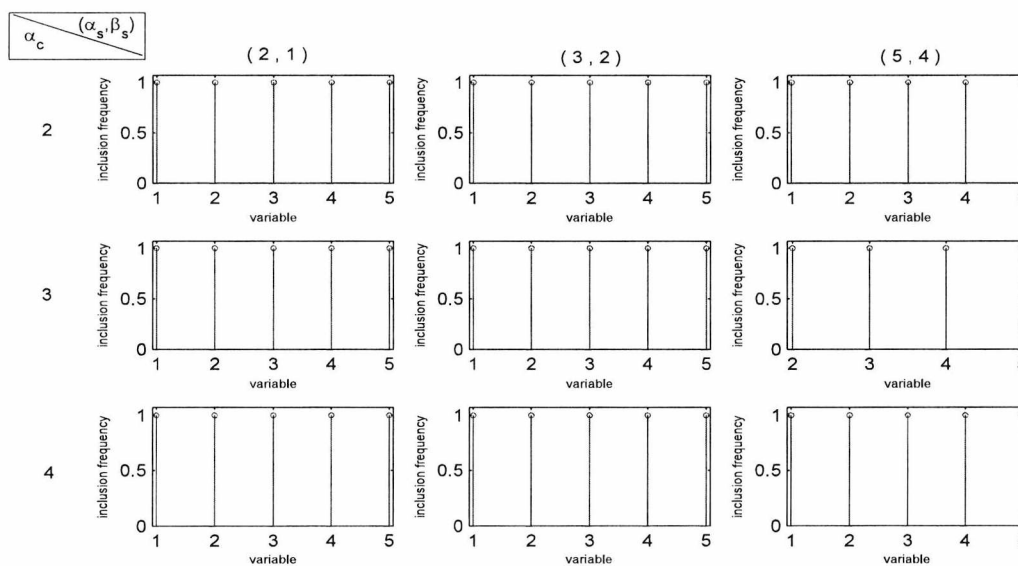 (αs,βs)
αc
(2,1) (3,2) (5,4)
2
inclusion frequency 1 0.5 0
1 2 3 4 5
variable
inclusion frequency 1 0.5 0
1 2 3 4 5
variable
inclusion frequency 1 0.5 0
1 2 3 4
variable
3
inclusion frequency 1 0.5 0
1 2 3 4 5
variable
inclusion frequency 1 0.5 0
1 2 3 4 5
variable
inclusion frequency 1 0.5 0
2 3 4
variable
4
inclusion frequency 1 0.5 0
1 2 3 4 5
variable
inclusion frequency 1 0.5 0
1 2 3 4 5
variable
inclusion frequency 1 0.5 0
1 2 3 4
variable